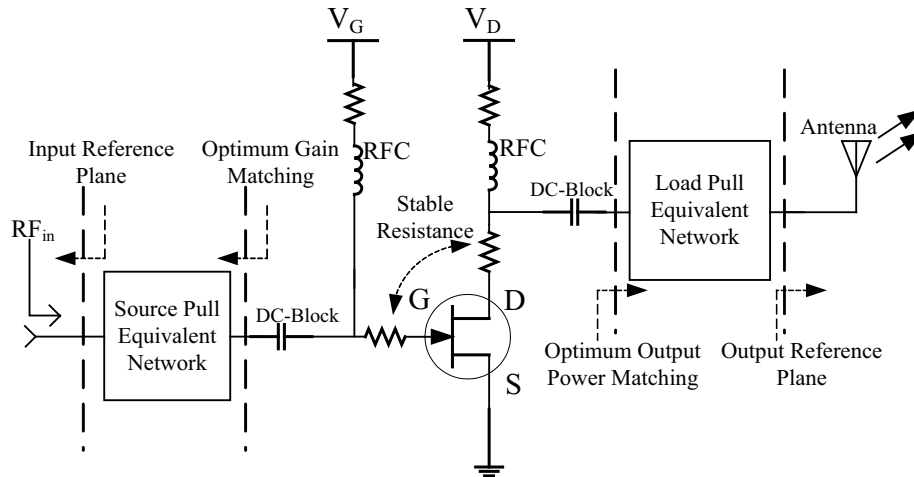 V_G
V_D
Antenna
Input Reference
Plane
Optimum Gain
Matching
RFC
RFC
DC-Block
Load Pull
Equivalent
Network
Stable
Resistance
RF_in
Source Pull
Equivalent
Network
DC-Block
G
D
S
Optimum Output
Power Matching
Output Reference
Plane